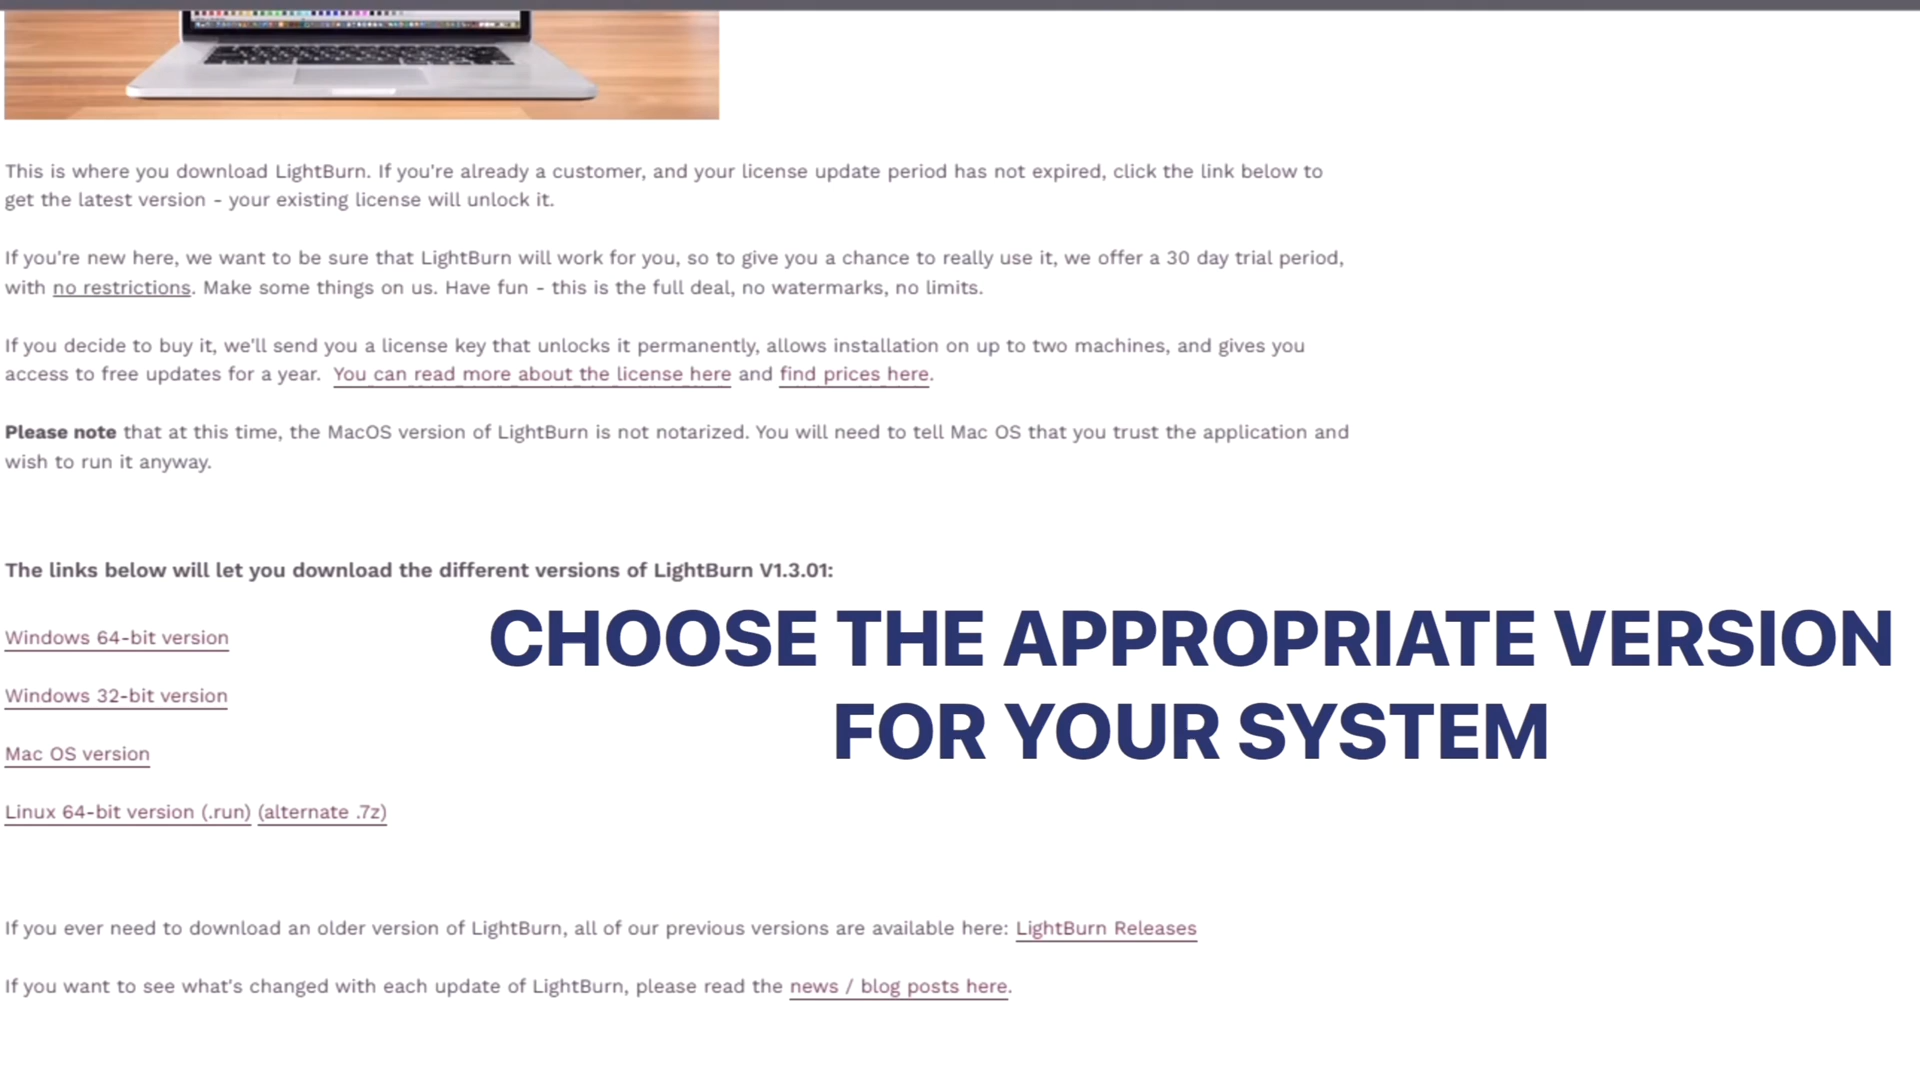 This is where you download LightBurn. If you're already a customer, and your license update period has not expired, click the link below to
get the latest version - your existing license will unlock it.
If you're new here, we want to be sure that LightBurn will work for you, so to give you a chance to really use it, we offer a 30 day trial period,
with no restrictions. Make some things on us. Have fun - this is the full deal, no watermarks, no limits.
If you decide to buy it, we'll send you a license key that unlocks it permanently, allows installation on up to two machines, and gives you
access to free updates for a year. You can read more about the license here and find prices here.
Please note that at this time, the MacOS version of LightBurn is not notarized. You will need to tell Mac OS that you trust the application and
wish to run it anyway.
The links below will let you download the different versions of LightBurn V1.3.01:
CHOOSE THE APPROPRIATE VERSION
FOR YOUR SYSTEM
Windows 64-bit version
Windows 32-bit version
Mac OS version
Linux 64-bit version (.run) (alternate .7z)
If you ever need to download an older version of LightBurn, all of our previous versions are available here: LightBurn Releases
If you want to see what's changed with each update of LightBurn, please read the news / blog posts here.